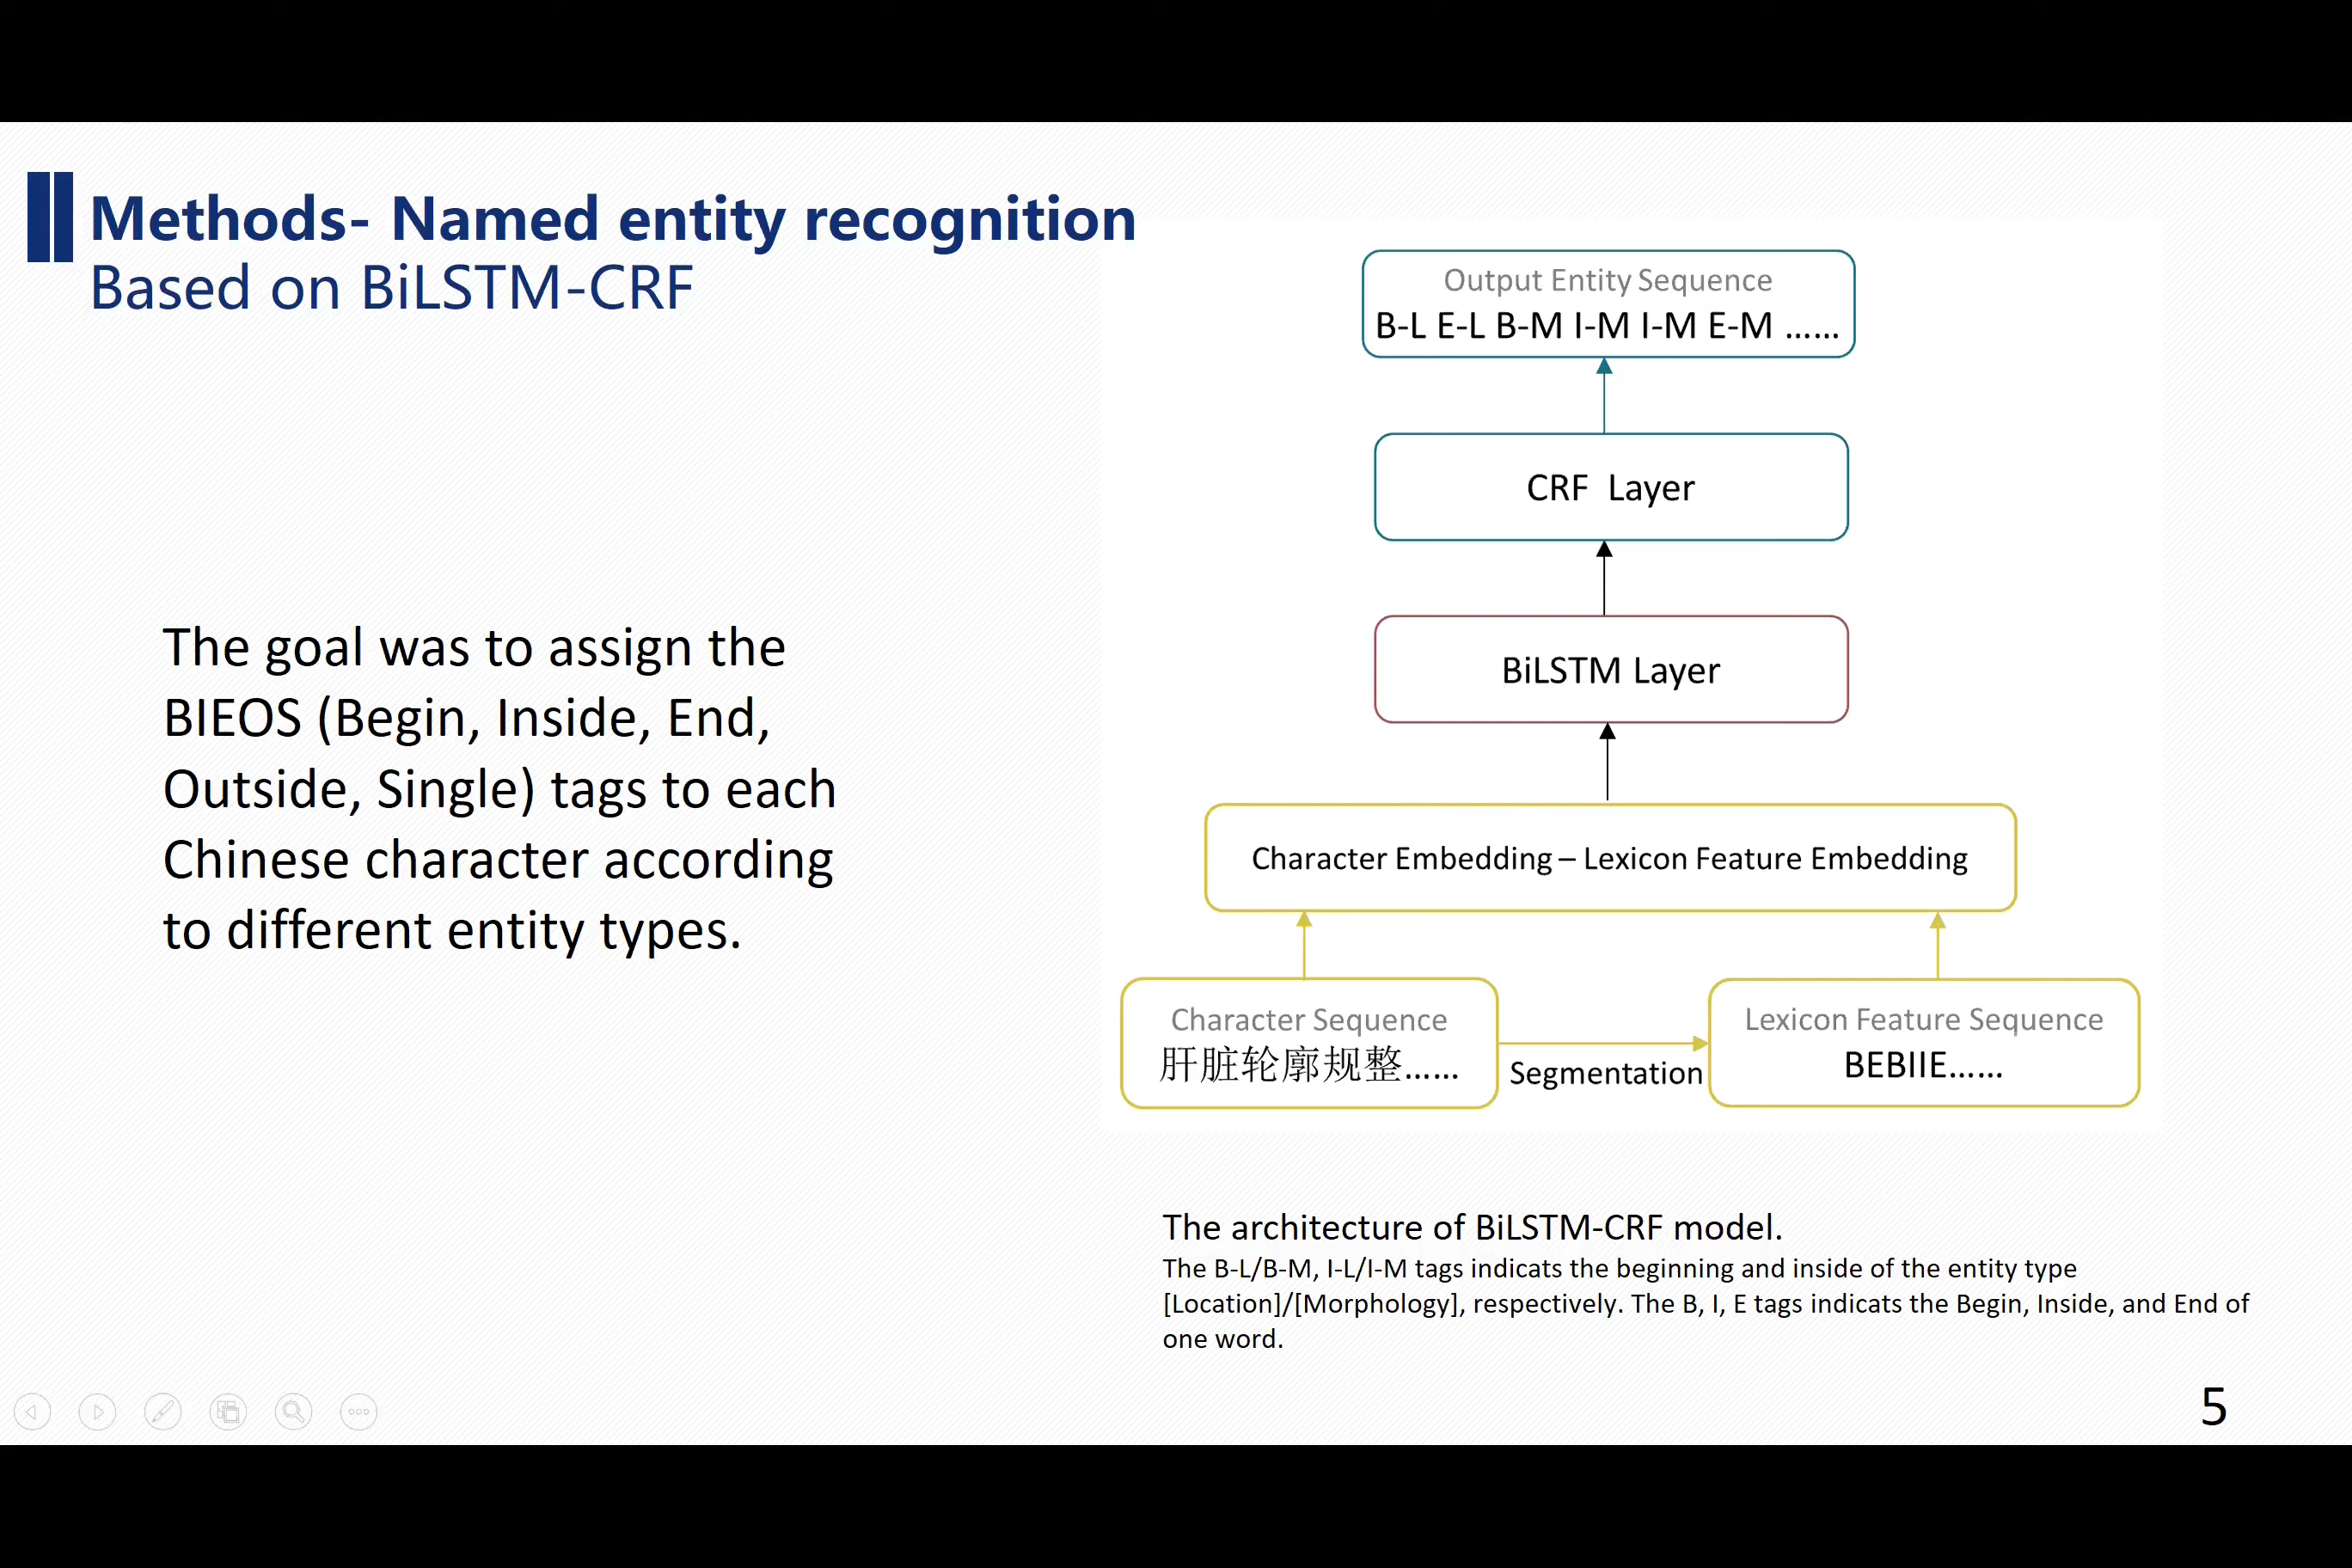 Methods- Named entity recognition
Based on BiLSTM-CRF
The goal was to assign the
BIEOS (Begin, Inside, End,
Outside, Single) tags to each
Chinese character according
to different entity types.
Output Entity Sequence
B-L E-L B-M I-M I-M E-M ……
CRF Layer
BiLSTM Layer
Character Embedding – Lexicon Feature Embedding
Character Sequence
肝脏轮廓规整……
Segmentation
Lexicon Feature Sequence
BEBIIE……
The architecture of BiLSTM-CRF model.
The B-L/B-M, I-L/I-M tags indicats the beginning and inside of the entity type
[Location]/[Morphology], respectively. The B, I, E tags indicats the Begin, Inside, and End of
one word.
5